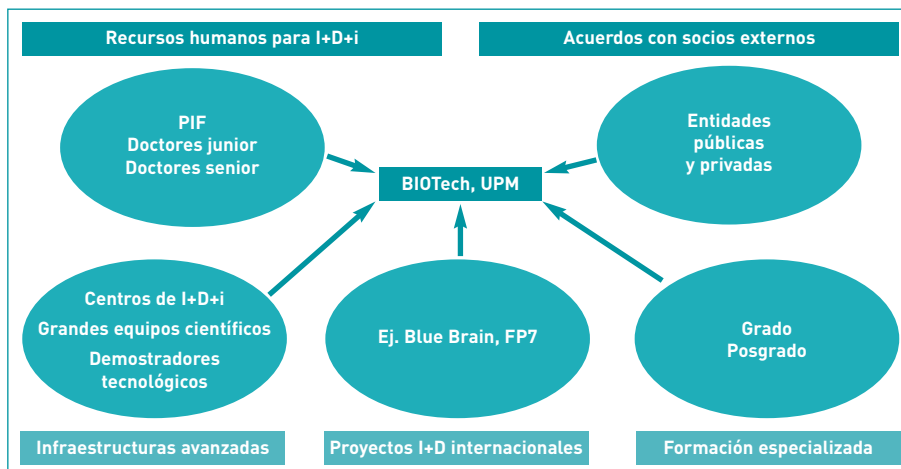 Recursos humanos para I+D+i
Acuerdos con socios externos
PIF
Doctores junior
Doctores senior
Entidades
públicas
y privadas
BIOTech, UPM
Centros de I+D+i
Grandes equipos científicos
Demostradores
tecnológicos
Ej. Blue Brain, FP7
Grado
Posgrado
Infraestructuras avanzadas
Proyectos I+D internacionales
Formación especializada